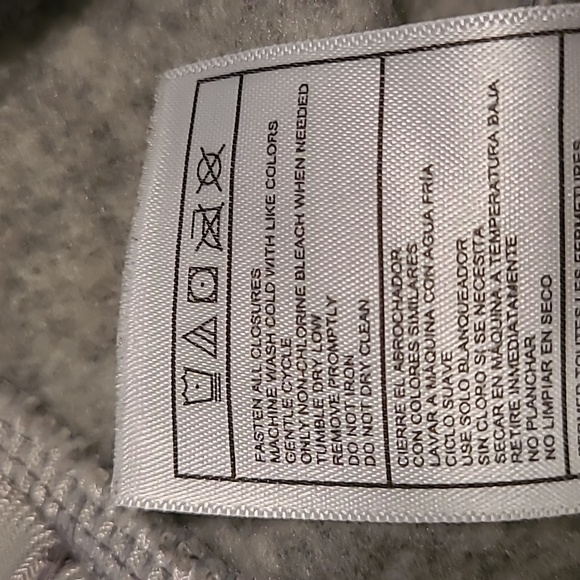 FASTEN ALL CLOSURES
MACHINE WASH COLD WITH LIKE COLORS
GENTLE CYCLE
ONLY NON-CHLORINE BLEACH WHEN NEEDED
TUMBLE DRY LOW
REMOVE PROMPTLY
DO NOT IRON
DO NOT DRY CLEAN
CIERRE EL ABROCHADOR
CON COLORES SIMILARES
LAVAR A MÁQUINA CON AGUA FRÍA
CICLO SUAVE
USE SOLO BLANQUEADOR
SIN CLORO SI SE NECESITA
SECAR EN MÁQUINA A TEMPERATURA BAJA
RETIRE INMEDIATAMENTE
NO PLANCHAR
NO LIMPIAR EN SECO